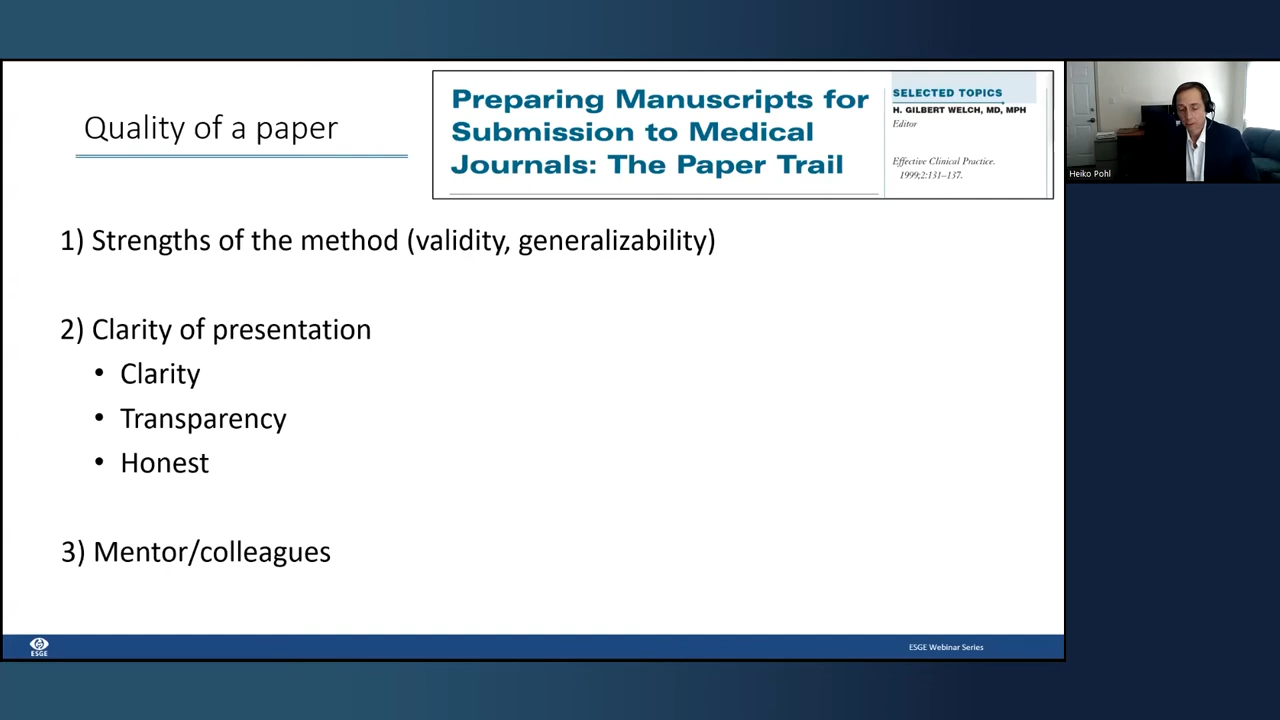 Quality of a paper
Preparing Manuscripts for
Submission to Medical
Journals: The Paper Trail
SELECTED TOPICS
H. GILBERT WELCH, MD, MPH
Editor
Effective Clinical Practice.
1999;2:131–137.
1) Strengths of the method (validity, generalizability)
2) Clarity of presentation
• Clarity
• Transparency
• Honest
3) Mentor/colleagues
ESGE
ESGE Webinar Series
Heiko Pohl